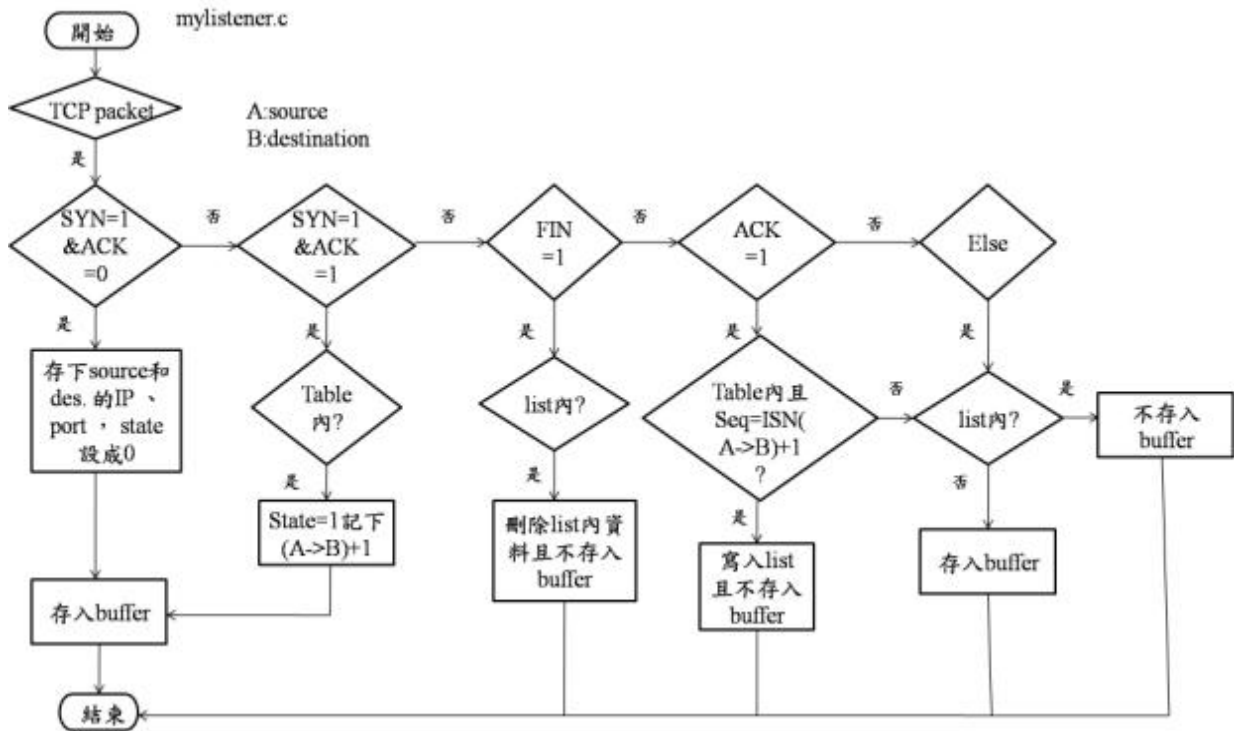 mylistener.c
開始
TCP packet
A:source
B:destination
是
SYN=1
&ACK
=0
否
SYN=1
&ACK
=1
否
FIN
=1
否
ACK
=1
否
Else
是
是
是
是
是
存下source和
des. 的IP 、
port , state
設成0
Table
內?
list內?
Table內且
Seq=ISN(
A->B)+1
?
否
list內?
是
不存入
buffer
是
是
是
否
State=1記下
(A->B)+1
刪除list內資
料且不存入
buffer
寫入list
且不存入
buffer
存入buffer
存入buffer
結束